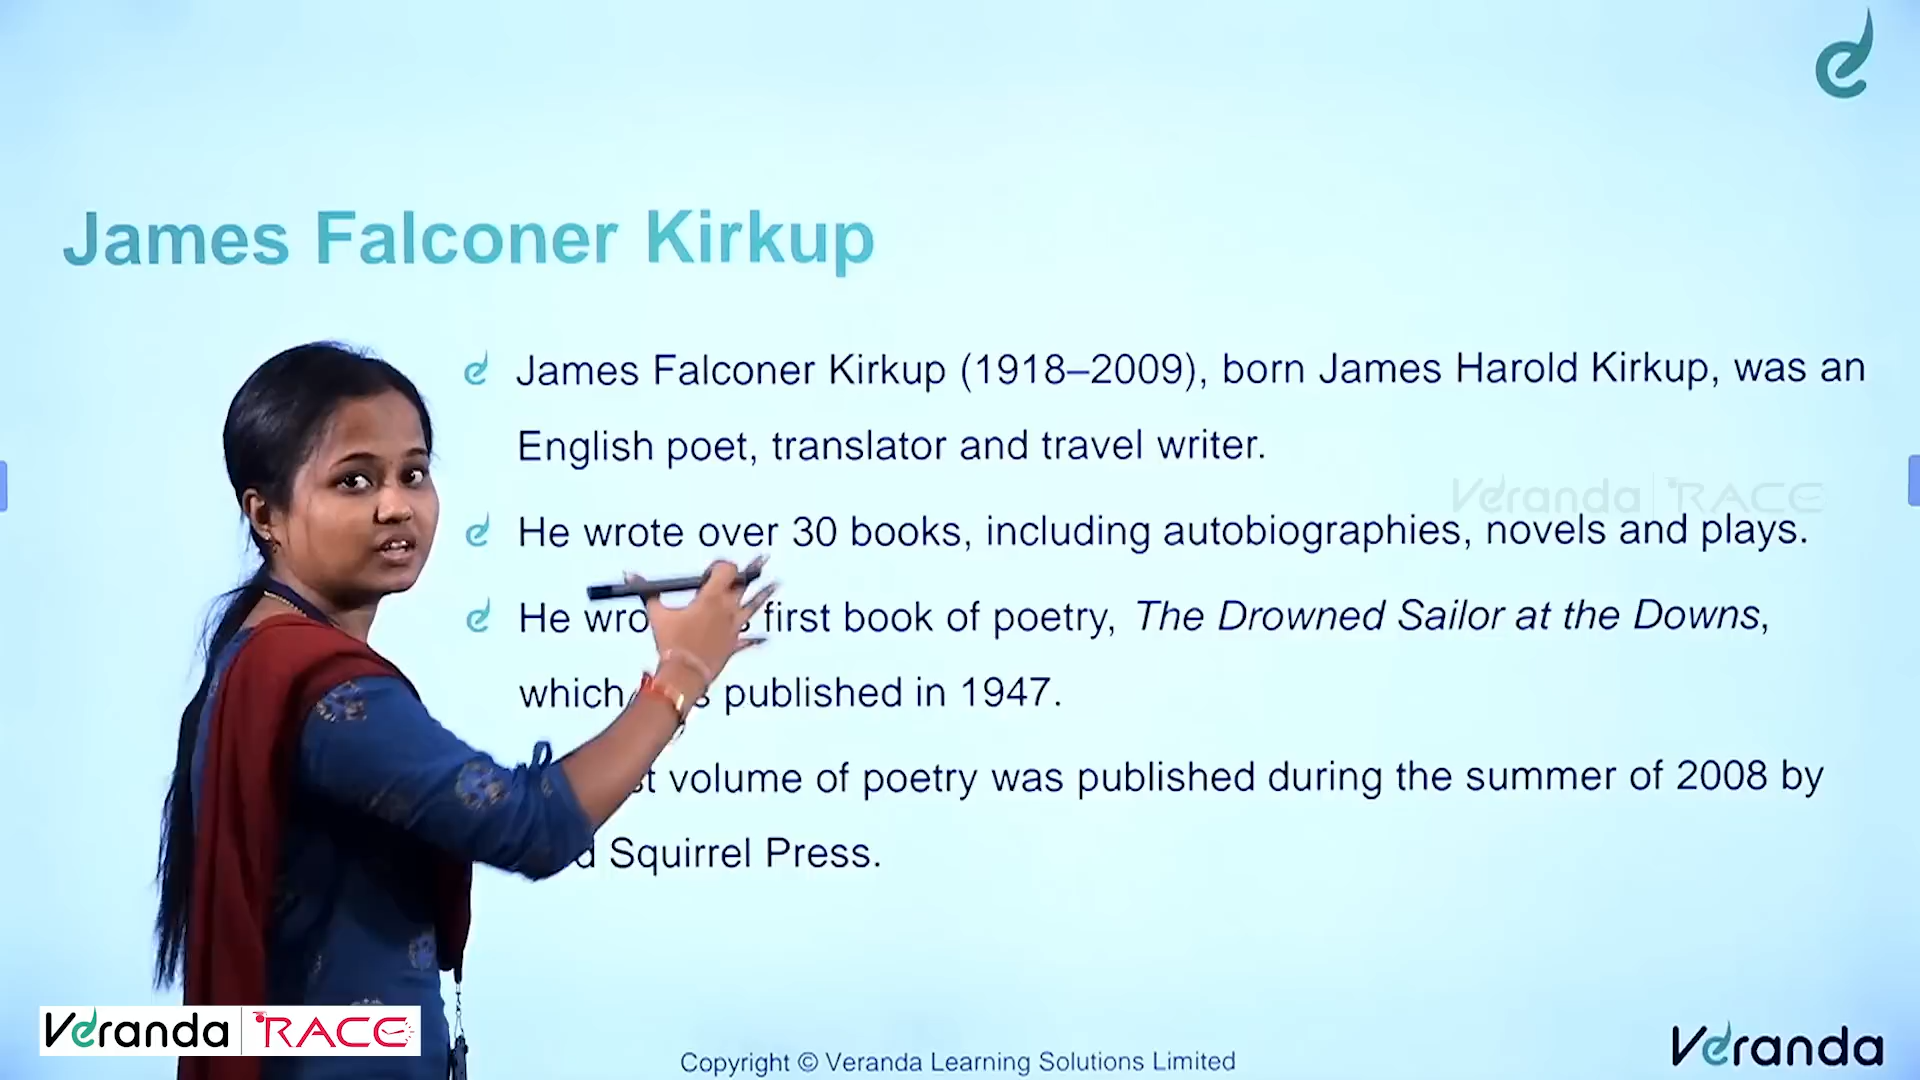 James Falconer Kirkup
James Falconer Kirkup (1918–2009), born James Harold Kirkup, was an
English poet, translator and travel writer.
Veranda RACE
He wrote over 30 books, including autobiographies, novels and plays.
He first book of poetry, The Drowned Sailor at the Downs,
which published in 1947.
volume of poetry was published during the summer of 2008 by
Squirrel Press.
Veranda RACE
Copyright © Veranda Learning Solutions Limited
Veranda